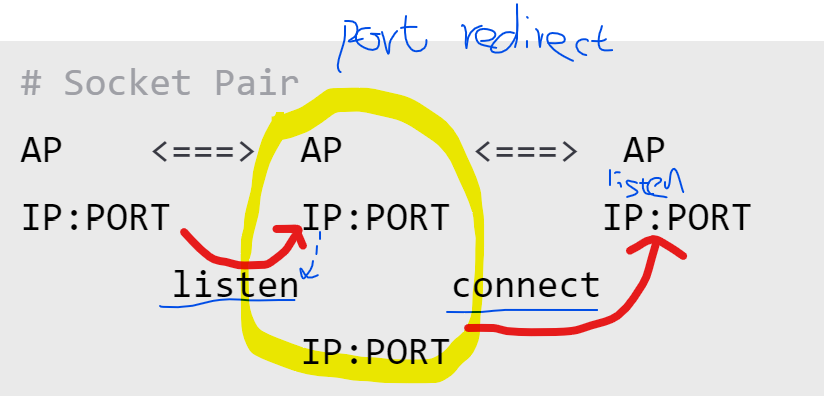 port redirect
# Socket Pair
AP <===> AP <===> AP
listen
IP:PORT IP:PORT IP:PORT
listen connect
IP:PORT